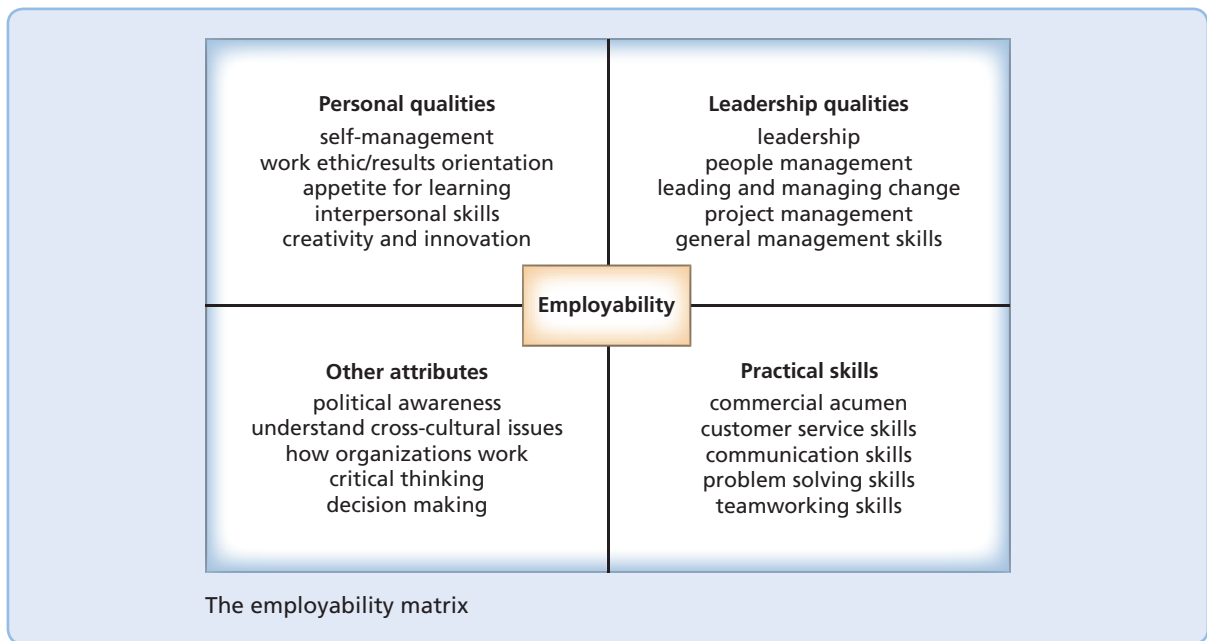 Personal qualities
self-management
work ethic/results orientation
appetite for learning
interpersonal skills
creativity and innovation
Leadership qualities
leadership
people management
leading and managing change
project management
general management skills
Employability
Other attributes
political awareness
understand cross-cultural issues
how organizations work
critical thinking
decision making
Practical skills
commercial acumen
customer service skills
communication skills
problem solving skills
teamworking skills
The employability matrix